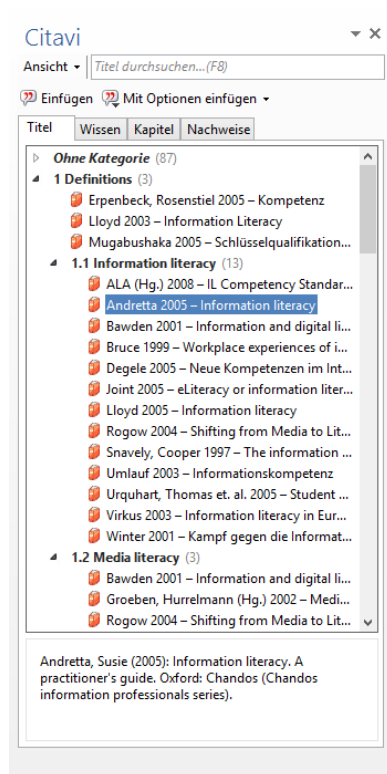 Citavi
Ansicht Titel durchsuchen...(F8)
Einfügen Mit Optionen einfügen
Titel Wissen Kapitel Nachweise
Ohne Kategorie (87)
1 Definitions (3)
Erpenbeck, Rosenstiel 2005 – Kompetenz
Lloyd 2003 – Information Literacy
Mugabushaka 2005 – Schlüsselqualifikation...
1.1 Information literacy (13)
ALA (Hg.) 2008 – IL Competency Standar...
Andretta 2005 – Information literacy
Bawden 2001 – Information and digital li...
Bruce 1999 – Workplace experiences of i...
Degele 2005 – Neue Kompetenzen im Int...
Joint 2005 – eLiteracy or information liter...
Lloyd 2005 – Information literacy
Rogow 2004 – Shifting from Media to Lit...
Snavely, Cooper 1997 – The information ...
Umlauf 2003 – Informationskompetenz
Urquhart, Thomas et. al. 2005 – Student ...
Virkus 2003 – Information literacy in Eur...
Winter 2001 – Kampf gegen die Informat...
1.2 Media literacy (3)
Bawden 2001 – Information and digital li...
Groeben, Hurrelmann (Hg.) 2002 – Medi...
Rogow 2004 – Shifting from Media to Lit...
Andretta, Susie (2005): Information literacy. A
practitioner's guide. Oxford: Chandos (Chandos
information professionals series).